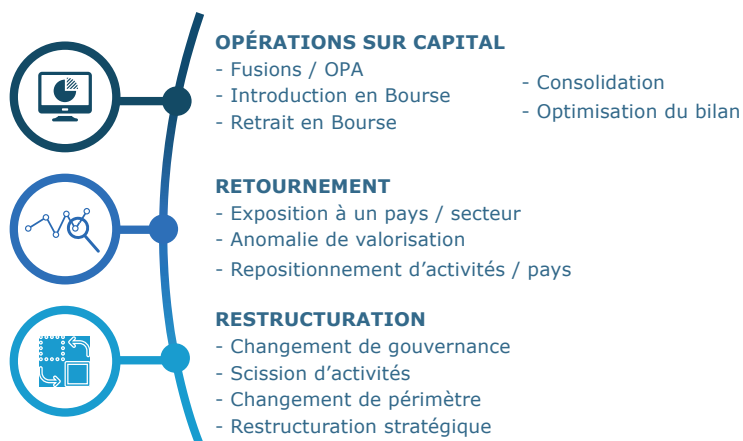 OPÉRATIONS SUR CAPITAL
- Fusions / OPA
- Introduction en Bourse
- Retrait en Bourse
- Consolidation
- Optimisation du bilan
RETOURNEMENT
- Exposition à un pays / secteur
- Anomalie de valorisation
- Repositionnement d’activités / pays
RESTRUCTURATION
- Changement de gouvernance
- Scission d’activités
- Changement de périmètre
- Restructuration stratégique